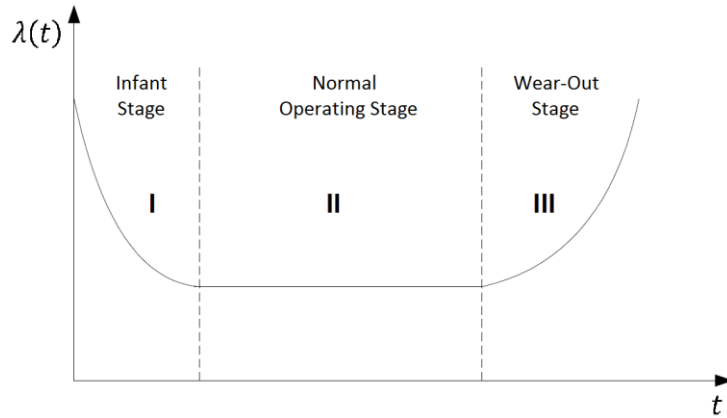 λ(t)
Infant
Stage
Normal
Operating Stage
Wear-Out
Stage
I
II
III
t